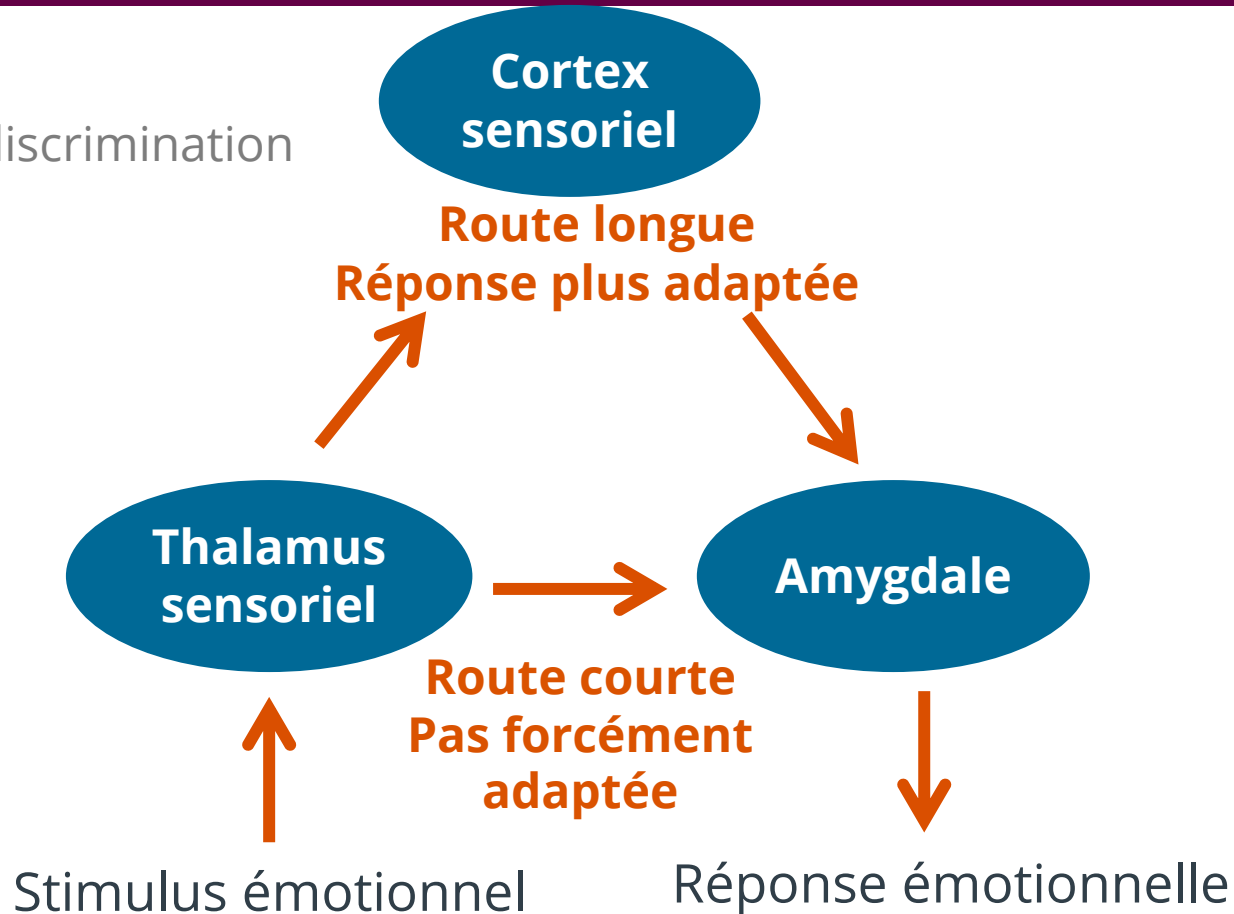 Cortex
sensoriel
discrimination
Route longue
Réponse plus adaptée
Thalamus
sensoriel
Amygdale
Route courte
Pas forcément
adaptée
Stimulus émotionnel
Réponse émotionnelle